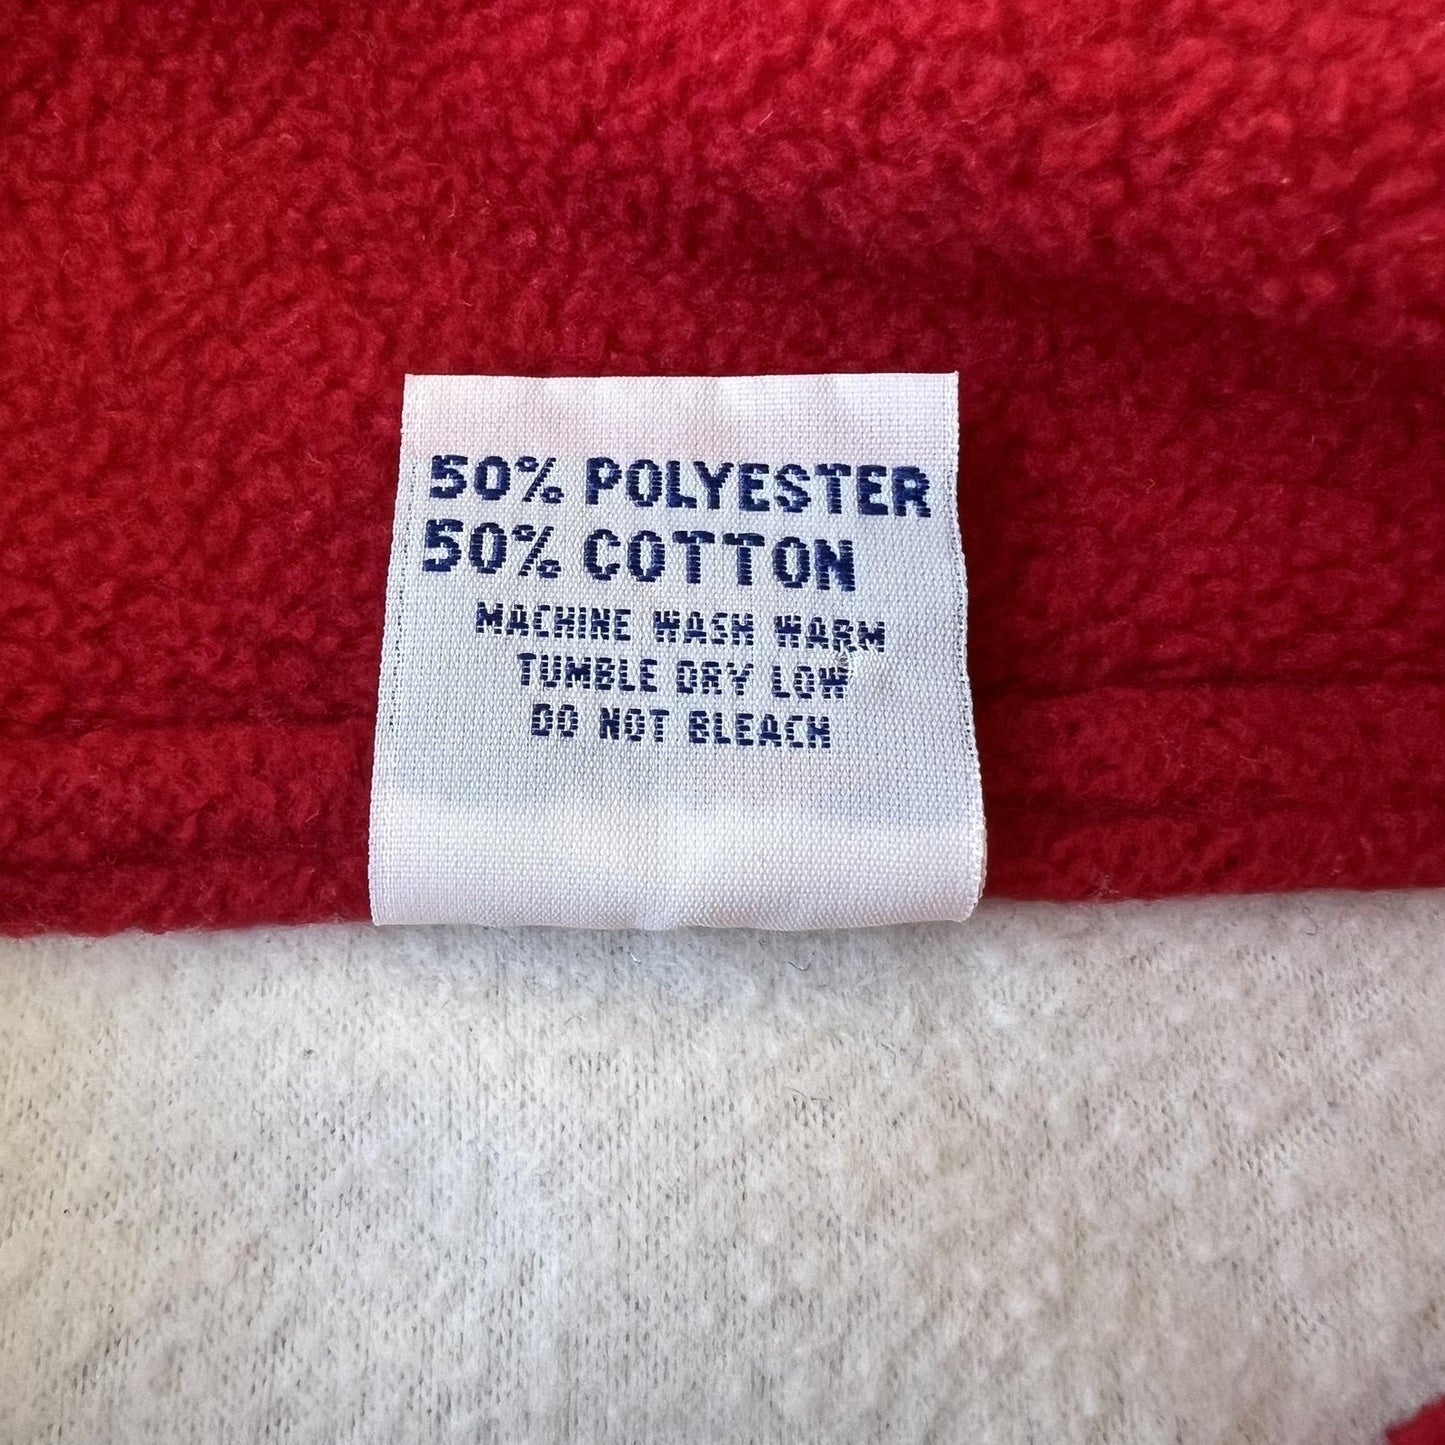 50% POLYESTER
50% COTTON
MACHINE WASH WARM
TUMBLE DRY LOW
DO NOT BLEACH